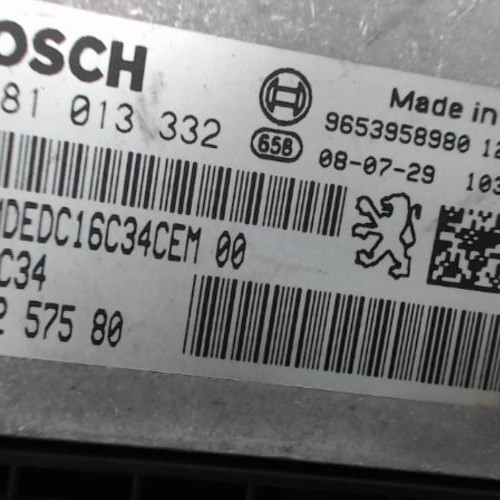 OSCH
Made in
81 013 332
9653958980 12
658
08-07-29 103
DEDC16C34CEM 00
C34
2 575 80